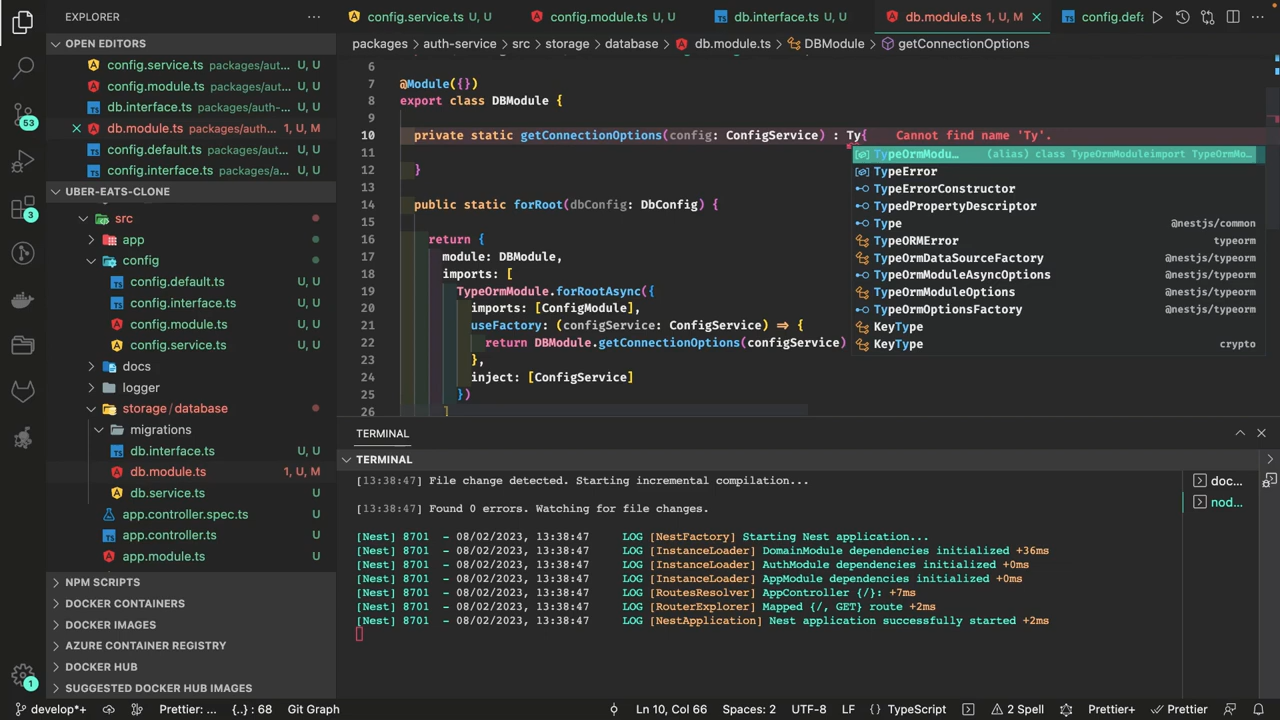 EXPLORER
config.service.ts U, U
config.module.ts U, U
db.interface.ts U, U
db.module.ts 1, U, M
config.defa
OPEN EDITORS
config.service.ts packages/aut... U, U
config.module.ts packages/aut... U, U
db.interface.ts packages/aut... U, U
db.module.ts packages/auth... 1, U, M
config.default.ts packages/aut... U, U
config.interface.ts packages/a... U, U
UBER-EATS-CLONE
src
app
config
config.default.ts U, U
config.interface.ts U, U
config.module.ts U, U
config.service.ts U, U
docs
logger
storage/database
migrations
db.interface.ts U, U
db.module.ts 1, U, M
db.service.ts U
app.controller.spec.ts U
app.controller.ts U
app.module.ts U
NPM SCRIPTS
DOCKER CONTAINERS
DOCKER IMAGES
AZURE CONTAINER REGISTRY
DOCKER HUB
SUGGESTED DOCKER HUB IMAGES
53
3
1
packages > auth-service > src > storage > database > db.module.ts > DBModule > getConnectionOptions
6
7 @Module({})
8 export class DBModule {
9
10 private static getConnectionOptions(config: ConfigService) : Ty{ Cannot find name 'Ty'.
11
12 }
13
14 public static forRoot(dbConfig: DbConfig) {
15
16 return {
17 module: DBModule,
18 imports: [
19 TypeOrmModule.forRootAsync({
20 imports: [ConfigModule],
21 useFactory: (configService: ConfigService) ⇒ {
22 return DBModule.getConnectionOptions(configService)
23 },
24 inject: [ConfigService]
25 })
26 ]
TypeOrmModu... (alias) class TypeOrmModuleimport TypeOrmMo...
TypeError
TypeErrorConstructor
TypedPropertyDescriptor
Type @nestjs/common
TypeORMError typeorm
TypeOrmDataSourceFactory @nestjs/typeorm
TypeOrmModuleAsyncOptions @nestjs/typeorm
TypeOrmModuleOptions @nestjs/typeorm
TypeOrmOptionsFactory @nestjs/typeorm
KeyType
KeyType crypto
TERMINAL
TERMINAL
[13:38:47] File change detected. Starting incremental compilation...
[13:38:47] Found 0 errors. Watching for file changes.
[Nest] 8701 - 08/02/2023, 13:38:47 LOG [NestFactory] Starting Nest application...
[Nest] 8701 - 08/02/2023, 13:38:47 LOG [InstanceLoader] DomainModule dependencies initialized +36ms
[Nest] 8701 - 08/02/2023, 13:38:47 LOG [InstanceLoader] AuthModule dependencies initialized +0ms
[Nest] 8701 - 08/02/2023, 13:38:47 LOG [InstanceLoader] AppModule dependencies initialized +0ms
[Nest] 8701 - 08/02/2023, 13:38:47 LOG [RoutesResolver] AppController {/}: +7ms
[Nest] 8701 - 08/02/2023, 13:38:47 LOG [RouterExplorer] Mapped {/, GET} route +2ms
[Nest] 8701 - 08/02/2023, 13:38:47 LOG [NestApplication] Nest application successfully started +2ms
doc...
nod...
develop*+ Prettier: ... {..} : 68 Git Graph Ln 10, Col 66 Spaces: 2 UTF-8 LF TypeScript 2 Spell Prettier+ Prettier